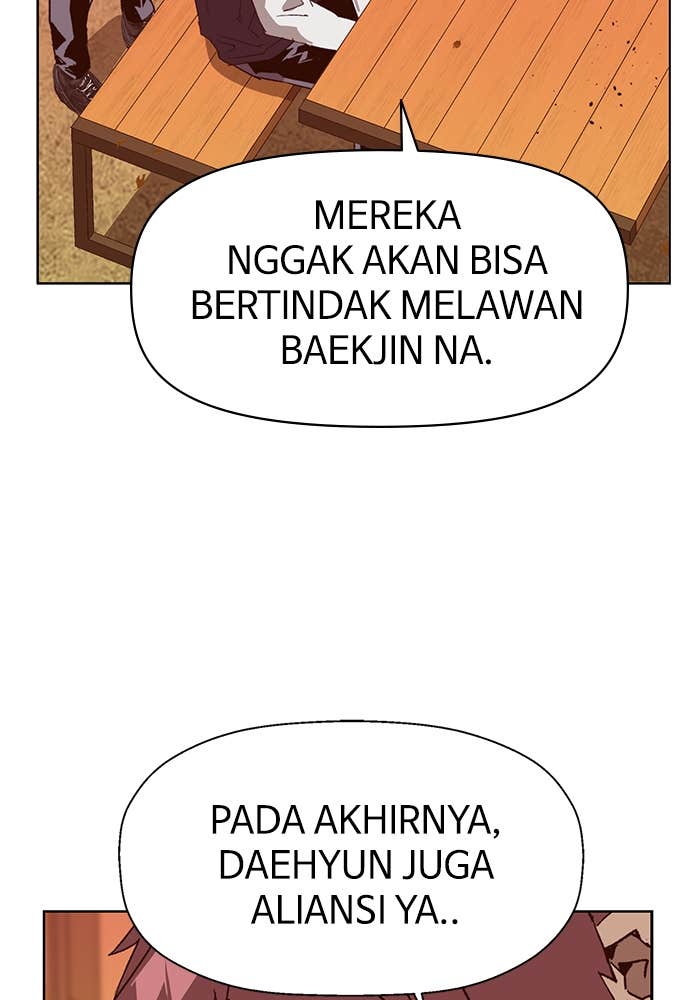 MEREKA
NGGAK AKAN BISA
BERTINDAK MELAWAN
BAEKJIN NA.
PADA AKHIRNYA,
DAEHYUN JUGA
ALIANSI YA..